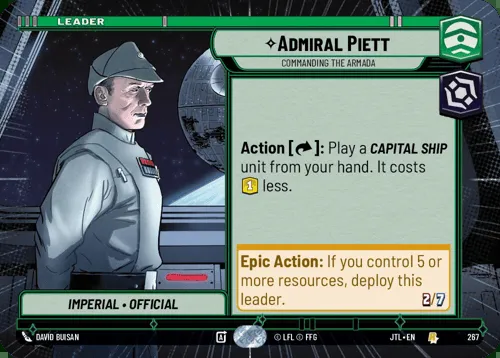 LEADER
ADMIRAL PIETT
COMMANDING THE ARMADA
Action [ ]: Play a CAPITAL SHIP
unit from your hand. It costs
1 less.
Epic Action: If you control 5 or
more resources, deploy this
leader.
2/7
IMPERIAL • OFFICIAL
DAVID BUISAN
A
© LFL © FFG
JTL • EN
267